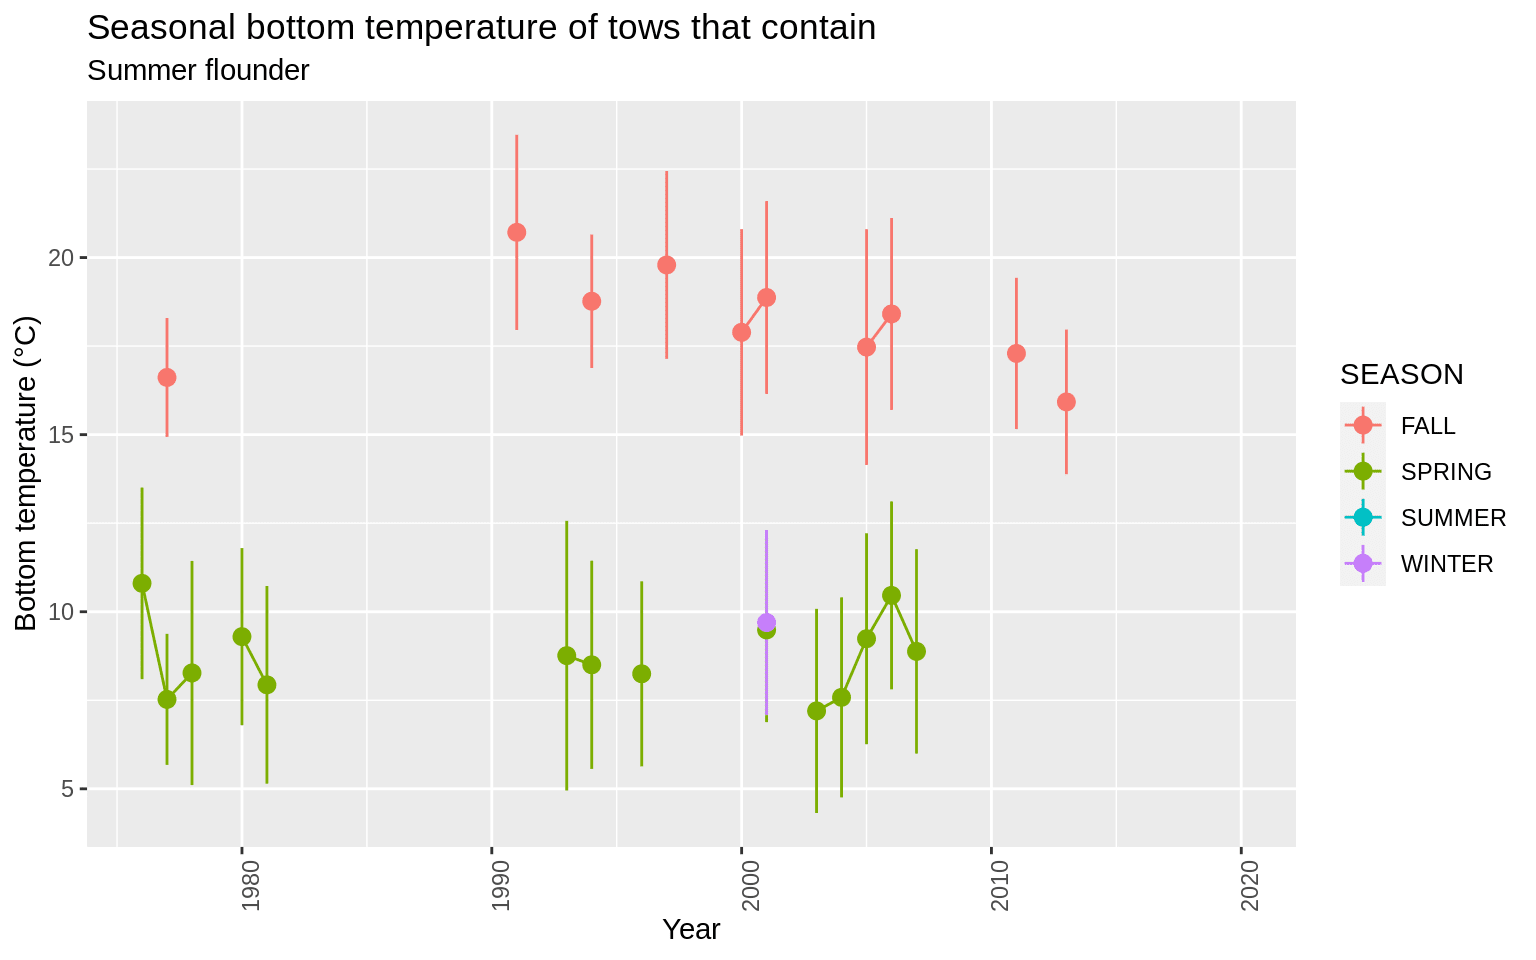 Seasonal bottom temperature of tows that contain
Summer flounder
Bottom temperature (°C)
20
15
10
5
1980
1990
2000
2010
2020
Year
SEASON
FALL
SPRING
SUMMER
WINTER